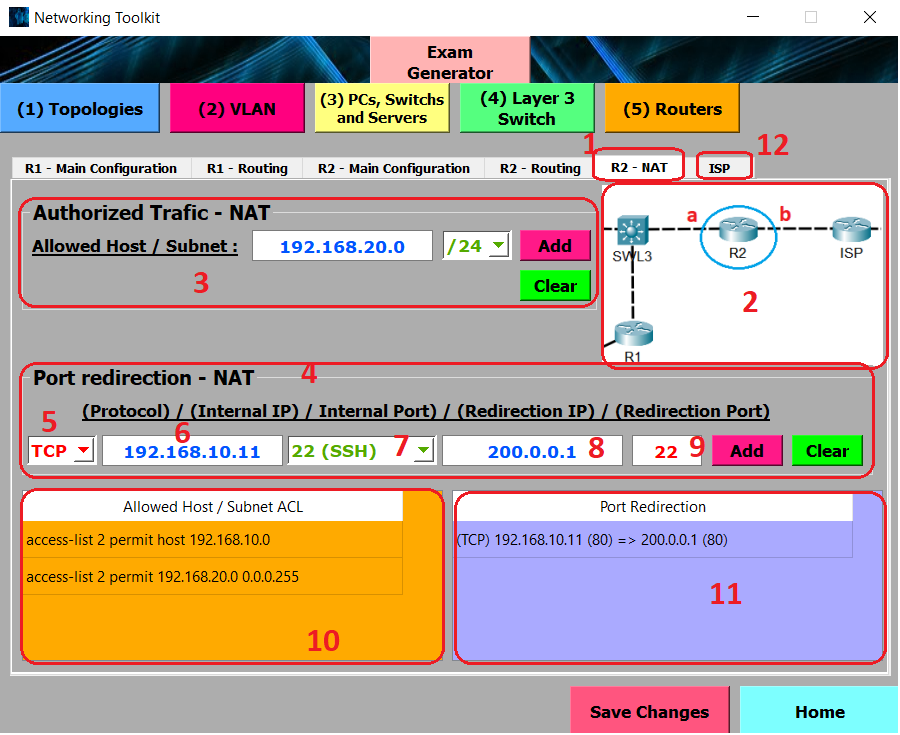 Networking Toolkit
Exam
Generator
(1) Topologies
(2) VLAN
(3) PCs, Switchs
and Servers
(4) Layer 3
Switch
(5) Routers
1
12
R1 - Main Configuration
R1 - Routing
R2 - Main Configuration
R2 - Routing
R2 - NAT
ISP
Authorized Trafic - NAT
Allowed Host / Subnet :
192.168.20.0
/24
Add
Clear
3
a
b
SWL3
R2
ISP
2
R1
Port redirection - NAT
4
(Protocol) / (Internal IP) / Internal Port) / (Redirection IP) / (Redirection Port)
5
6
TCP
192.168.10.11
22 (SSH)
7
200.0.0.1
8
22
9
Add
Clear
Allowed Host / Subnet ACL
access-list 2 permit host 192.168.10.0
access-list 2 permit 192.168.20.0 0.0.0.255
10
Port Redirection
(TCP) 192.168.10.11 (80) => 200.0.0.1 (80)
11
Save Changes
Home